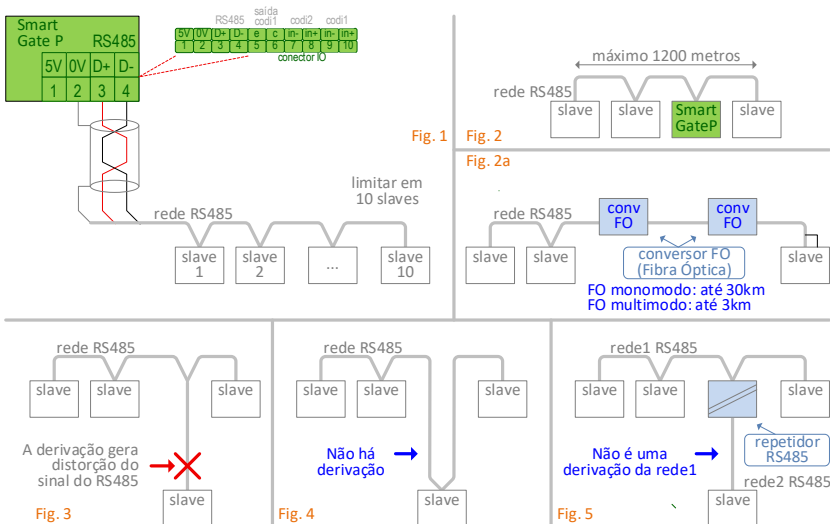 Smart
Gate P RS485
5V 0V D+ D-
1 2 3 4
saída
RS485 codi1 codi2 codi1
5V 0V D+ D- e c in- in+ in- in+
1 2 3 4 5 6 7 8 9 10
conector IO
limitar em
10 slaves
rede RS485
slave
1
slave
2
...
slave
10
Fig. 1
Fig. 2
máximo 1200 metros
rede RS485
slave
slave
Smart
GateP
slave
Fig. 2a
rede RS485
conv
FO
conv
FO
slave
slave
slave
conversor FO
(Fibra Óptica)
FO monomodo: até 30km
FO multimodo: até 3km
rede RS485
slave
slave
slave
A derivação gera
distorção do
sinal do RS485
slave
Fig. 3
rede RS485
slave
slave
slave
Não há
derivação
slave
Fig. 4
rede1 RS485
slave
slave
slave
repetidor
RS485
Não é uma
derivação da rede1
rede2 RS485
slave
Fig. 5